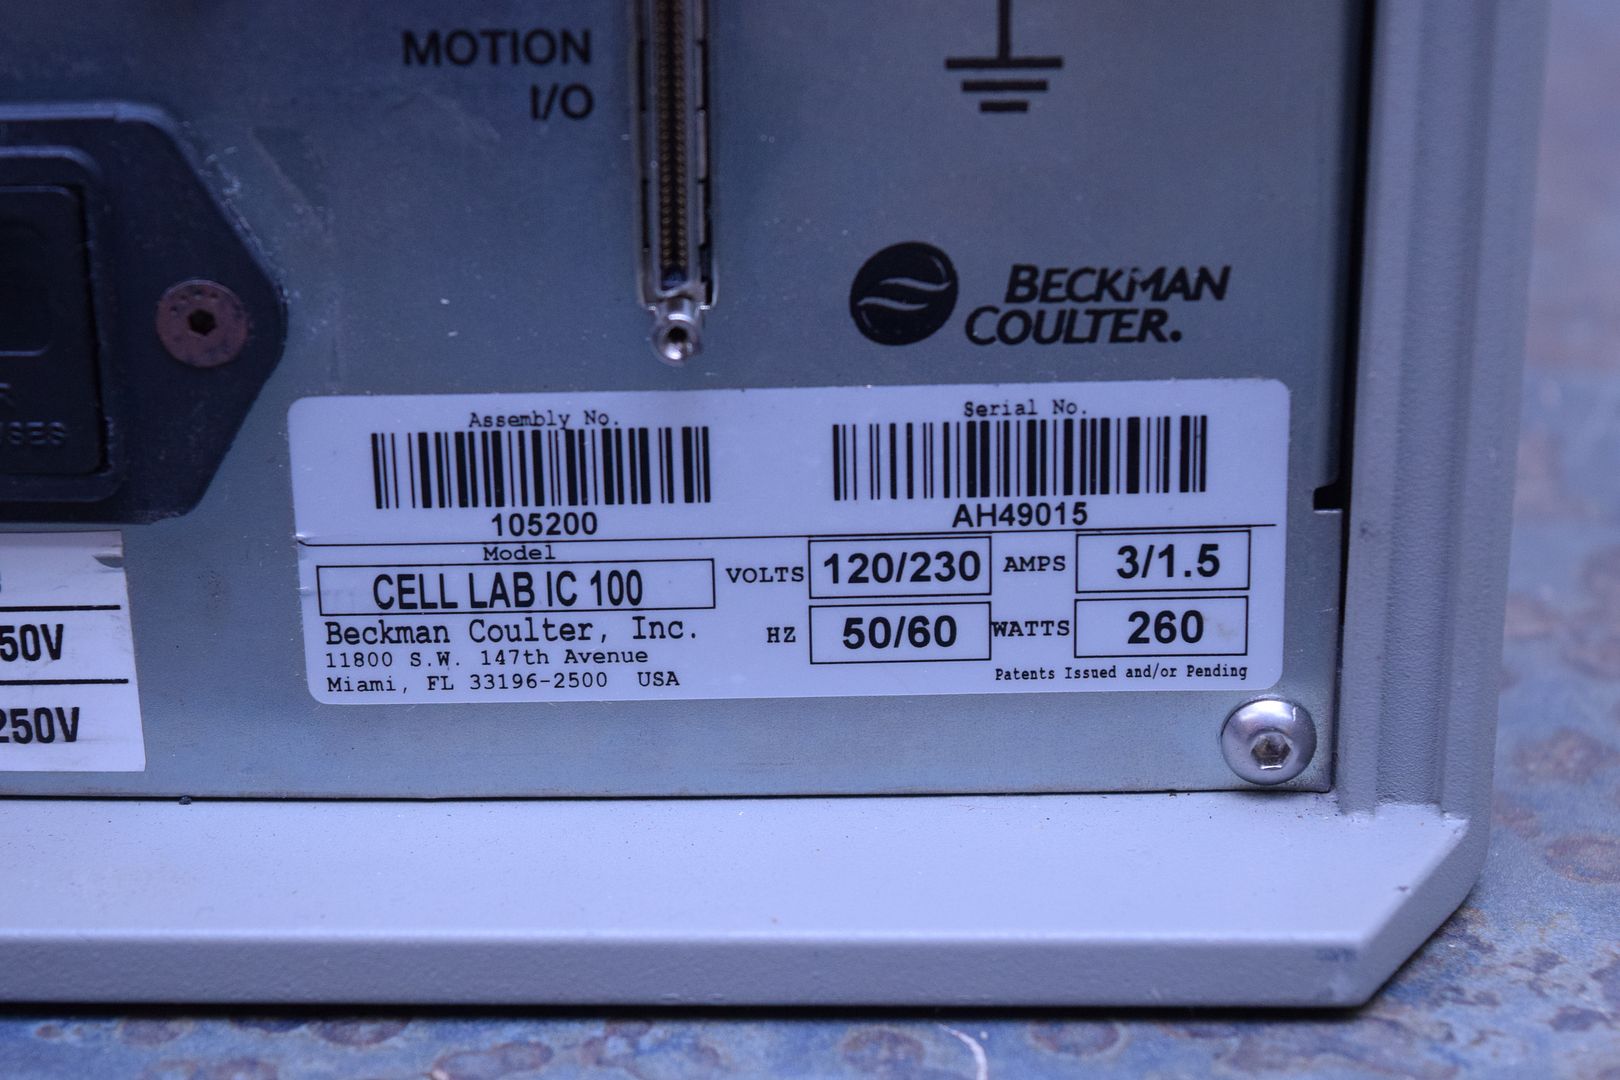 MOTION
I/O
BECKMAN
COULTER.
Assembly No.
105200
Serial No.
AH49015
Model
CELL LAB IC 100
VOLTS 120/230 AMPS 3/1.5
HZ 50/60 WATTS 260
Beckman Coulter, Inc.
11800 S.W. 147th Avenue
Miami, FL 33196-2500 USA
Patents Issued and/or Pending
50V
250V